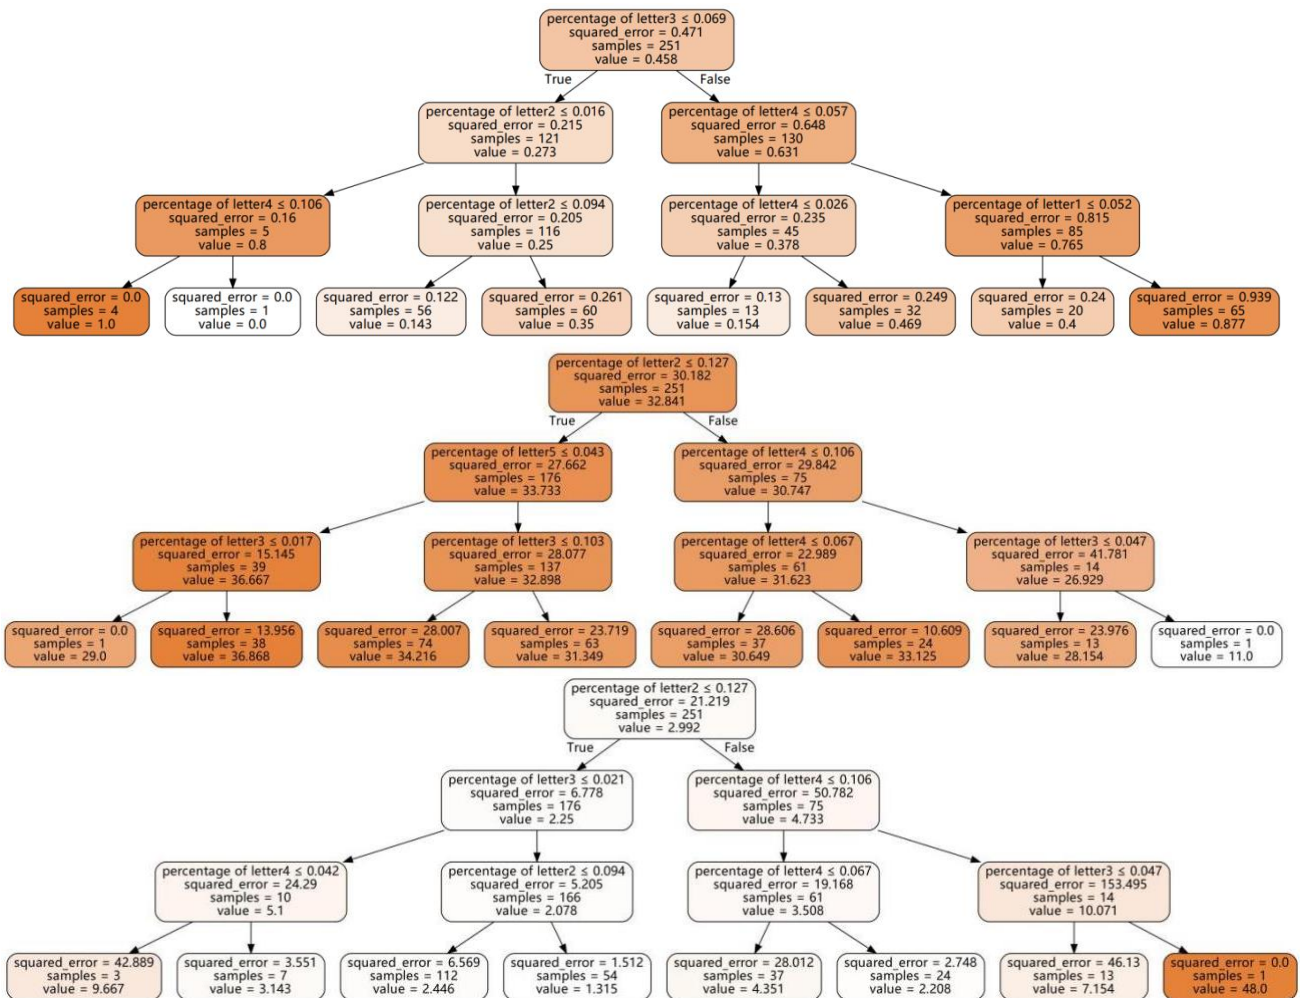 percentage of letter3 ≤ 0.069
squared_error = 0.471
samples = 251
value = 0.458
True
False
percentage of letter2 ≤ 0.016
squared_error = 0.215
samples = 121
value = 0.273
percentage of letter4 ≤ 0.057
squared_error = 0.648
samples = 130
value = 0.631
percentage of letter4 ≤ 0.106
squared_error = 0.16
samples = 5
value = 0.8
percentage of letter2 ≤ 0.094
squared_error = 0.205
samples = 116
value = 0.25
percentage of letter4 ≤ 0.026
squared_error = 0.235
samples = 45
value = 0.378
percentage of letter1 ≤ 0.052
squared_error = 0.815
samples = 85
value = 0.765
squared_error = 0.0
samples = 4
value = 1.0
squared_error = 0.0
samples = 1
value = 0.0
squared_error = 0.122
samples = 56
value = 0.143
squared_error = 0.261
samples = 60
value = 0.35
squared_error = 0.13
samples = 13
value = 0.154
squared_error = 0.249
samples = 32
value = 0.469
squared_error = 0.24
samples = 20
value = 0.4
squared_error = 0.939
samples = 65
value = 0.877
percentage of letter2 ≤ 0.127
squared_error = 30.182
samples = 251
value = 32.841
True
False
percentage of letter5 ≤ 0.043
squared_error = 27.662
samples = 176
value = 33.733
percentage of letter4 ≤ 0.106
squared_error = 29.842
samples = 75
value = 30.747
percentage of letter3 ≤ 0.017
squared_error = 15.145
samples = 39
value = 36.667
percentage of letter3 ≤ 0.103
squared_error = 28.077
samples = 137
value = 32.898
percentage of letter4 ≤ 0.067
squared_error = 22.989
samples = 61
value = 31.623
percentage of letter3 ≤ 0.047
squared_error = 41.781
samples = 14
value = 26.929
squared_error = 0.0
samples = 1
value = 29.0
squared_error = 13.956
samples = 38
value = 36.868
squared_error = 28.007
samples = 74
value = 34.216
squared_error = 23.719
samples = 63
value = 31.349
squared_error = 28.606
samples = 37
value = 30.649
squared_error = 10.609
samples = 24
value = 33.125
squared_error = 23.976
samples = 13
value = 28.154
squared_error = 0.0
samples = 1
value = 11.0
percentage of letter2 ≤ 0.127
squared_error = 21.219
samples = 251
value = 2.992
True
False
percentage of letter3 ≤ 0.021
squared_error = 6.778
samples = 176
value = 2.25
percentage of letter4 ≤ 0.106
squared_error = 50.782
samples = 75
value = 4.733
percentage of letter4 ≤ 0.042
squared_error = 24.29
samples = 10
value = 5.1
percentage of letter2 ≤ 0.094
squared_error = 5.205
samples = 166
value = 2.078
percentage of letter4 ≤ 0.067
squared_error = 19.168
samples = 61
value = 3.508
percentage of letter3 ≤ 0.047
squared_error = 153.495
samples = 14
value = 10.071
squared_error = 42.889
samples = 3
value = 9.667
squared_error = 3.551
samples = 7
value = 3.143
squared_error = 6.569
samples = 112
value = 2.446
squared_error = 1.512
samples = 54
value = 1.315
squared_error = 28.012
samples = 37
value = 4.351
squared_error = 2.748
samples = 24
value = 2.208
squared_error = 46.13
samples = 13
value = 7.154
squared_error = 0.0
samples = 1
value = 48.0